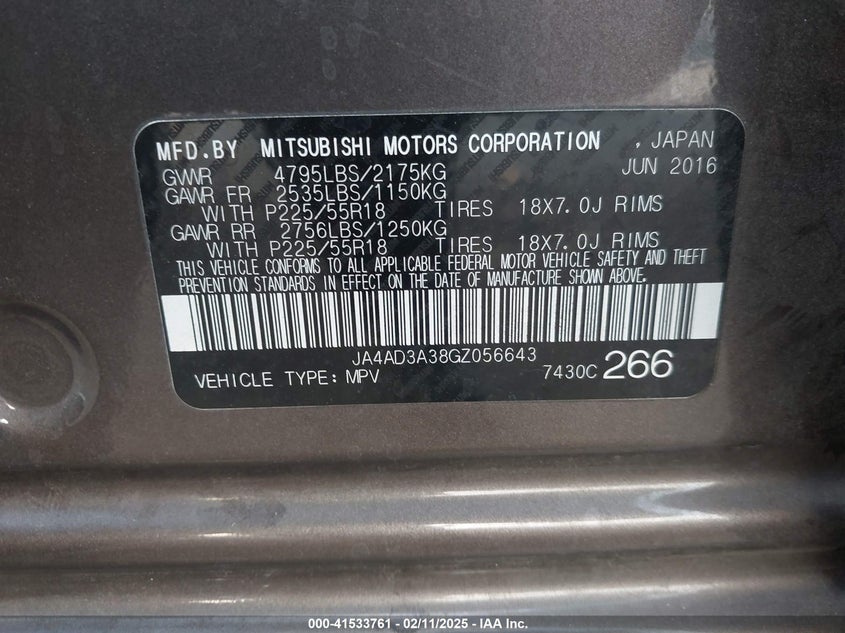 MFD.BY MITSUBISHI MOTORS CORPORATION , JAPAN
GVWR 4795LBS/2175KG JUN 2016
GAWR FR 2535LBS/1150KG
WITH P225/55R18 TIRES 18X7.0J RIMS
GAWR RR 2756LBS/1250KG
WITH P225/55R18 TIRES 18X7.0J RIMS
THIS VEHICLE CONFORMS TO ALL APPLICABLE FEDERAL MOTOR VEHICLE SAFETY AND THEFT
PREVENTION STANDARDS IN EFFECT ON THE DATE OF MANUFACTURE SHOWN ABOVE.
JA4AD3A38GZ056643
VEHICLE TYPE: MPV 7430C 266
000-41533761 - 02/11/2025 - IAA Inc.